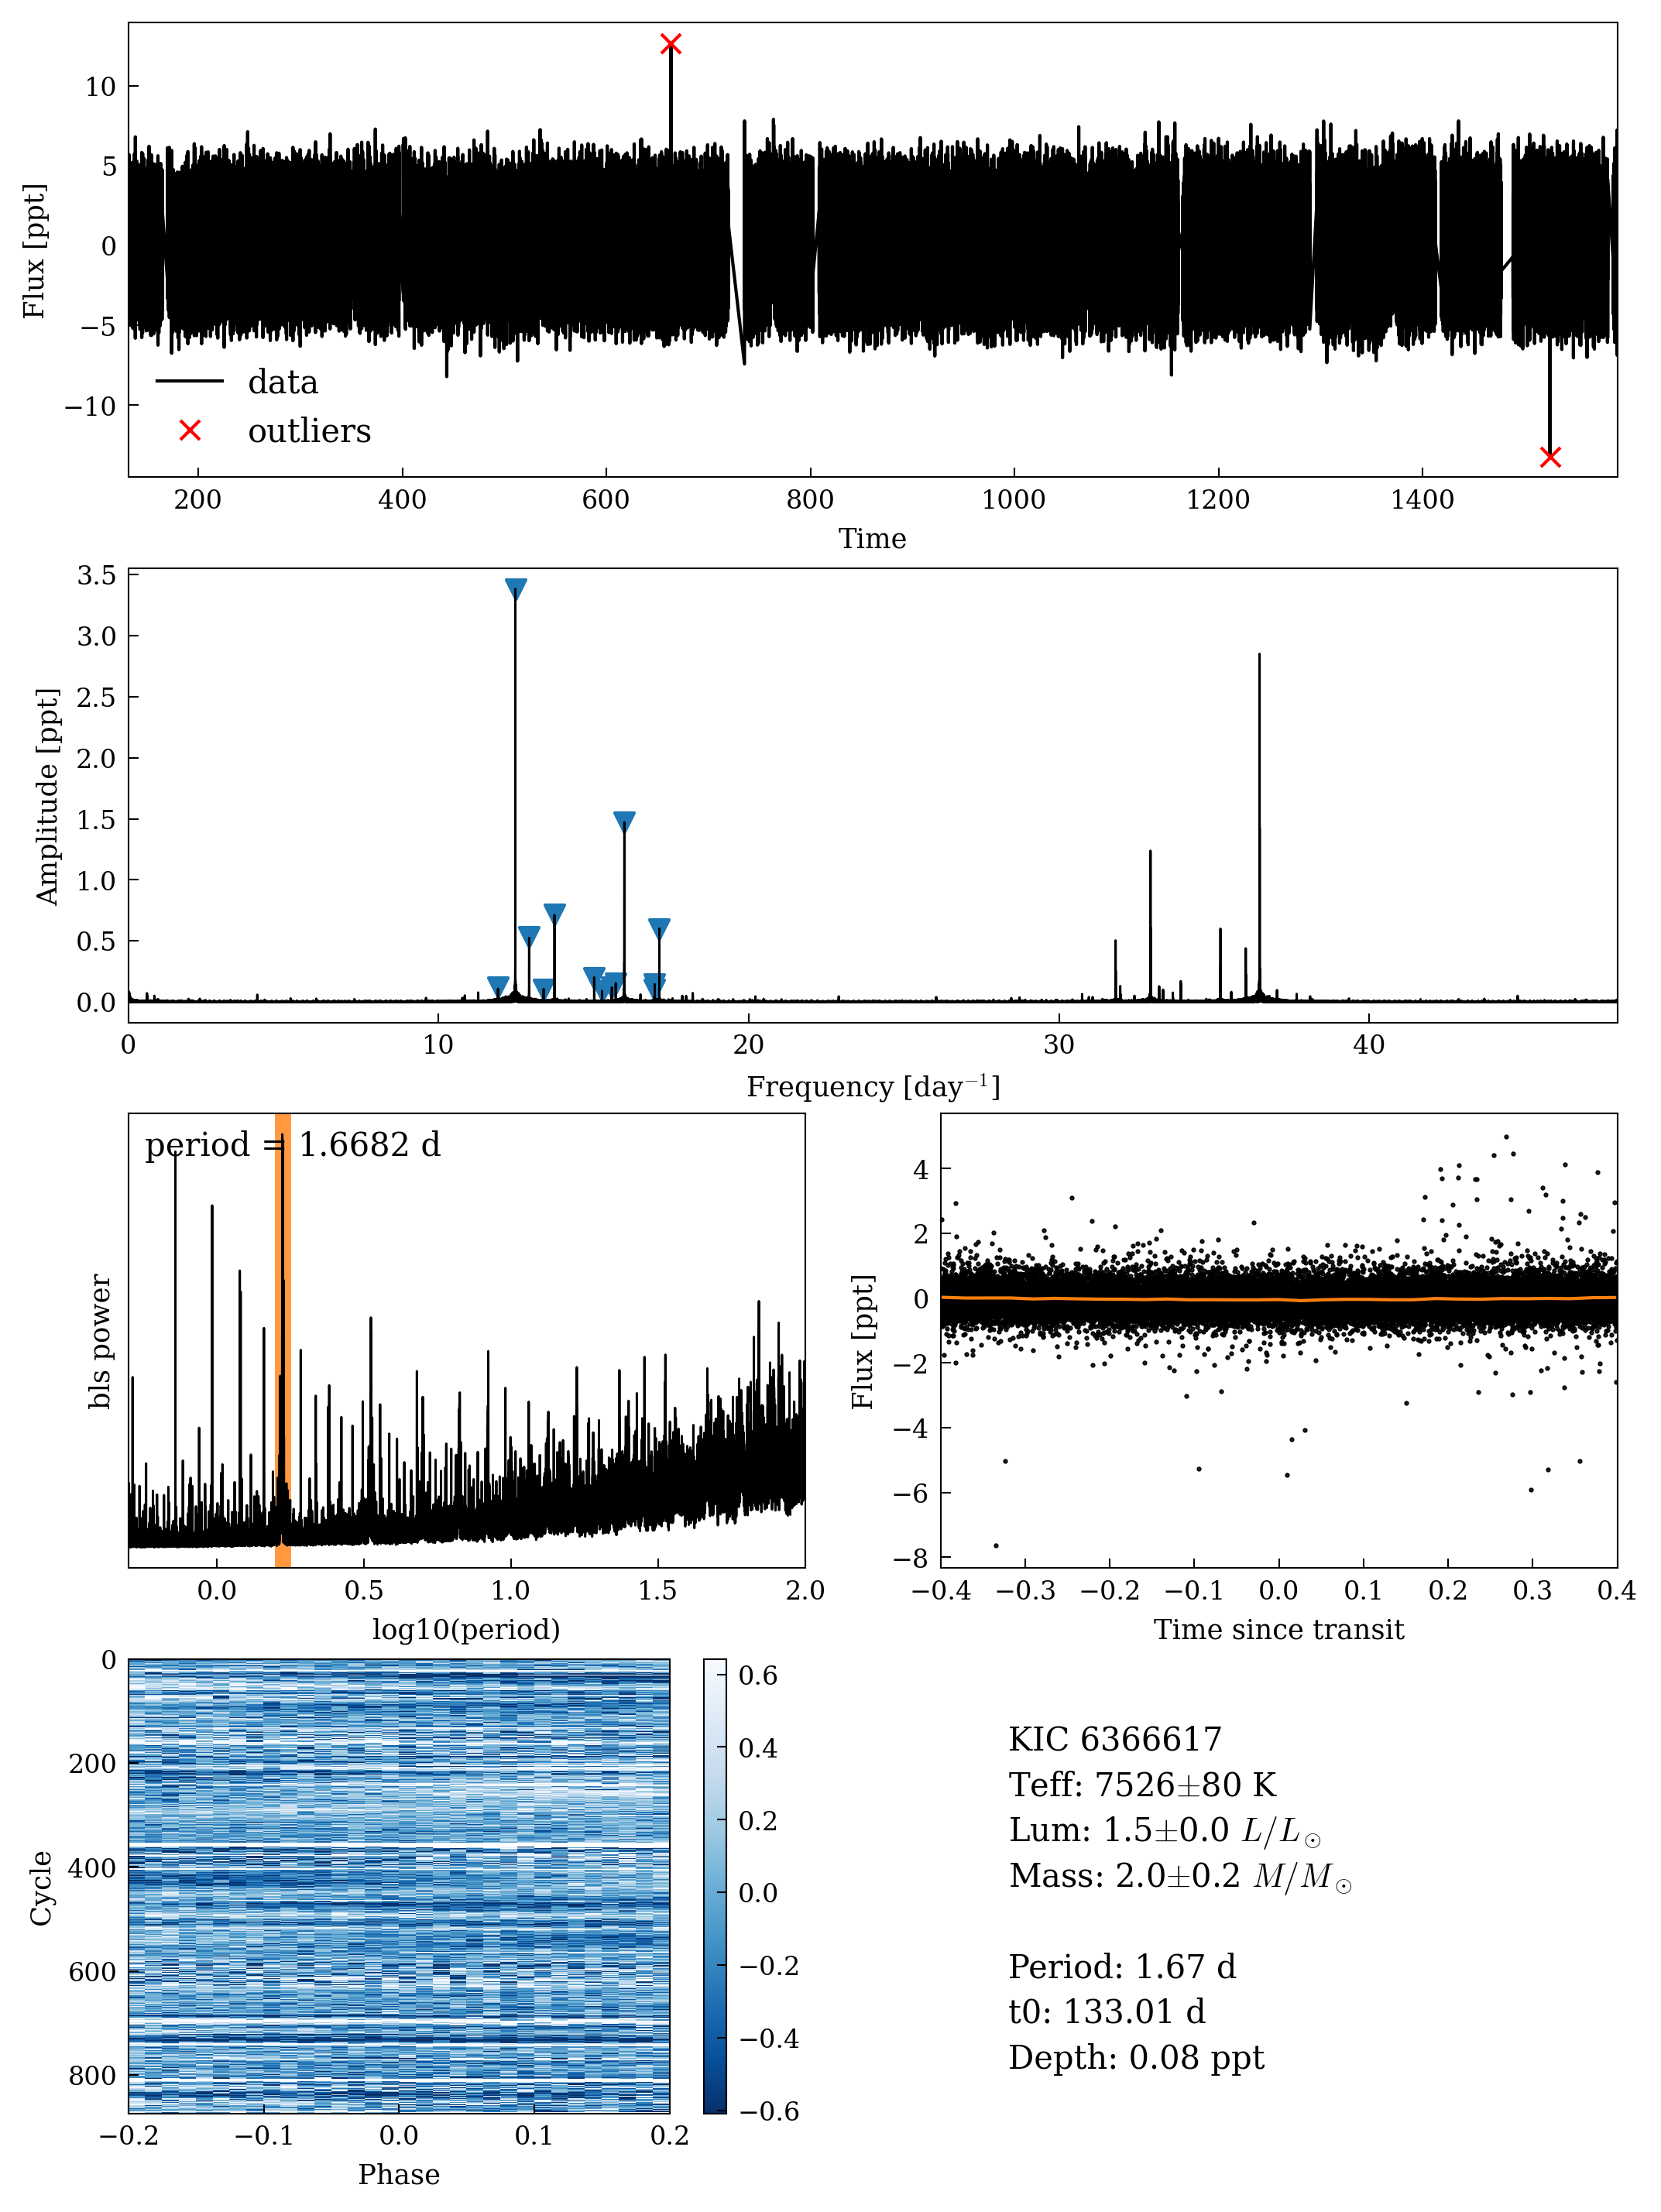 10
5
0
−5
−10
Flux [ppt]
data
outliers
200 400 600 800 1000 1200 1400
Time
3.5
3.0
2.5
2.0
1.5
1.0
0.5
0.0
Amplitude [ppt]
0 10 20 30 40
Frequency [day⁻¹]
period = 1.6682 d
bls power
0.0 0.5 1.0 1.5 2.0
log10(period)
4
2
0
−2
−4
−6
−8
Flux [ppt]
−0.4 −0.3 −0.2 −0.1 0.0 0.1 0.2 0.3 0.4
Time since transit
0
200
400
600
800
Cycle
−0.2 −0.1 0.0 0.1 0.2
Phase
0.6
0.4
0.2
0.0
−0.2
−0.4
−0.6
KIC 6366617
Teff: 7526±80 K
Lum: 1.5±0.0 L/L☉
Mass: 2.0±0.2 M/M☉
Period: 1.67 d
t0: 133.01 d
Depth: 0.08 ppt